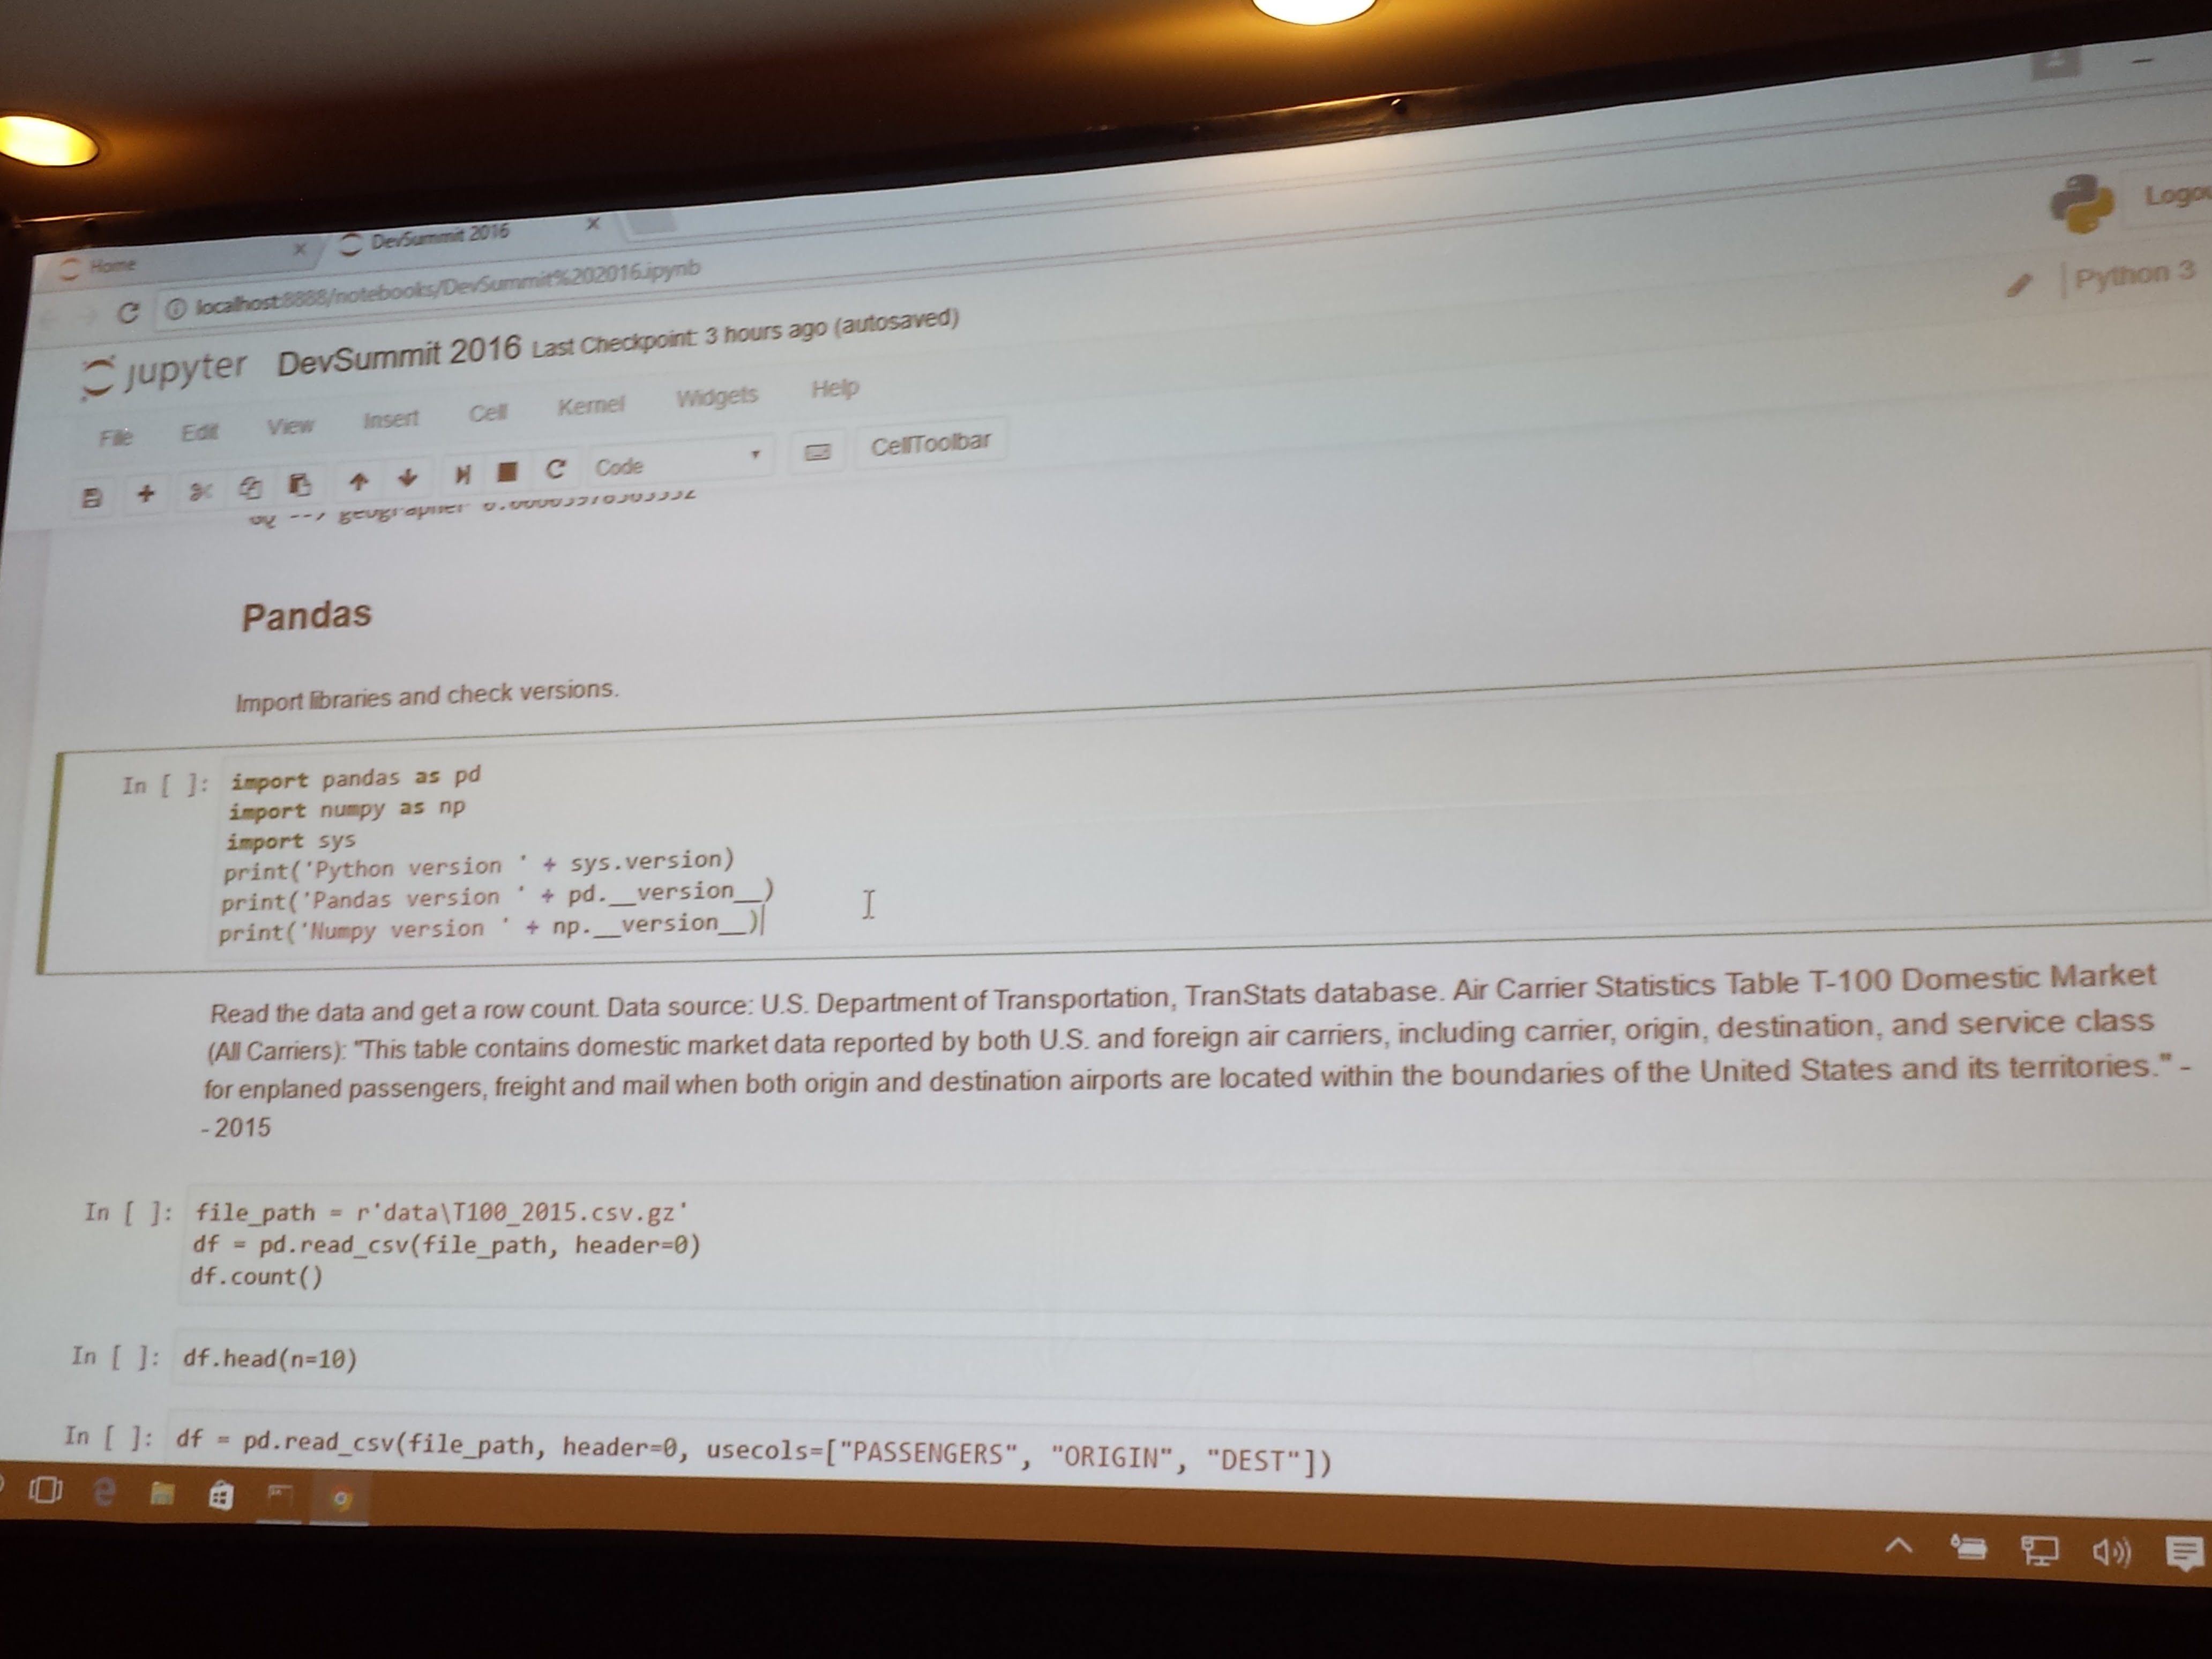 Home
DevSummit 2016
localhost:8888/notebooks/DevSummit%202016.ipynb
jupyter DevSummit 2016 Last Checkpoint: 3 hours ago (autosaved)
File Edit View Insert Cell Kernel Widgets Help
Python 3
Code CellToolbar
Pandas
Import libraries and check versions.
In [ ]: import pandas as pd
import numpy as np
import sys
print('Python version ' + sys.version)
print('Pandas version ' + pd.__version__)
print('Numpy version ' + np.__version__)
Read the data and get a row count. Data source: U.S. Department of Transportation, TranStats database. Air Carrier Statistics Table T-100 Domestic Market
(All Carriers): "This table contains domestic market data reported by both U.S. and foreign air carriers, including carrier, origin, destination, and service class
for enplaned passengers, freight and mail when both origin and destination airports are located within the boundaries of the United States and its territories." -
- 2015
In [ ]: file_path = r'data\T100_2015.csv.gz'
df = pd.read_csv(file_path, header=0)
df.count()
In [ ]: df.head(n=10)
In [ ]: df = pd.read_csv(file_path, header=0, usecols=["PASSENGERS", "ORIGIN", "DEST"])